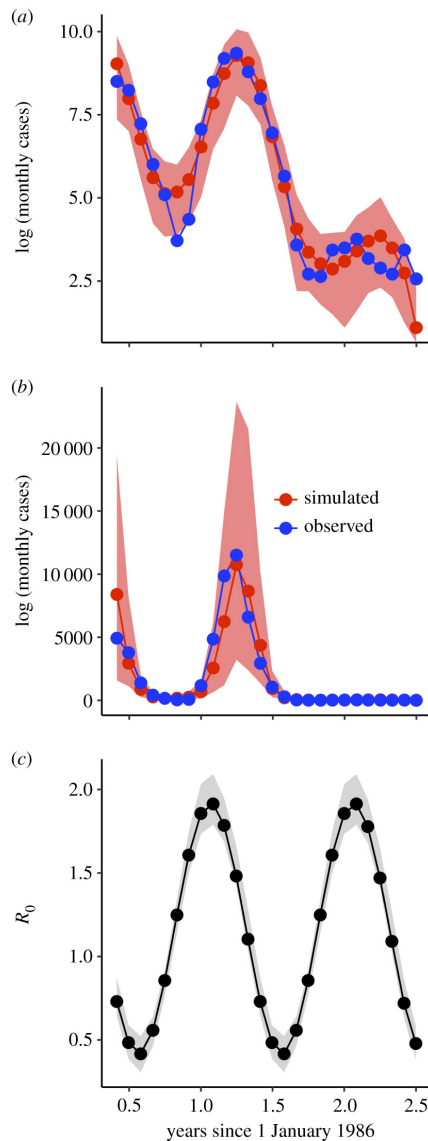 (a)
10.0
7.5
5.0
2.5
log (monthly cases)
(b)
20 000
15 000
10 000
5000
0
log (monthly cases)
simulated
observed
(c)
2.0
1.5
1.0
0.5
R0
0.5 1.0 1.5 2.0 2.5
years since 1 January 1986